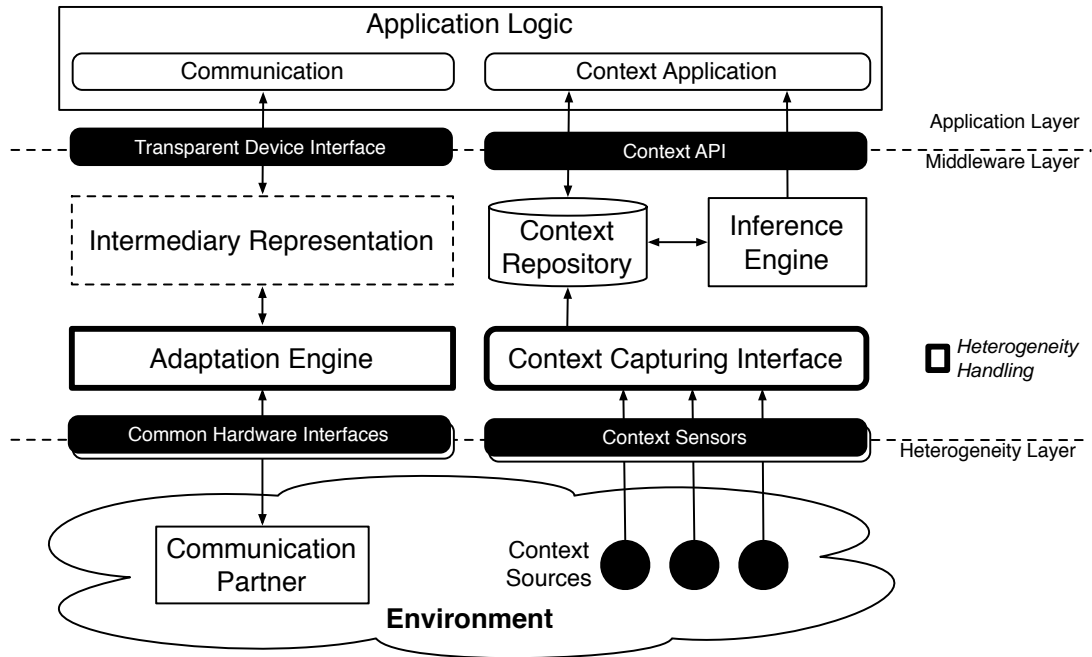 Application Logic
Communication
Context Application
Application Layer
Transparent Device Interface
Context API
Middleware Layer
Intermediary Representation
Context
Repository
Inference
Engine
Adaptation Engine
Context Capturing Interface
Heterogeneity
Handling
Common Hardware Interfaces
Context Sensors
Heterogeneity Layer
Communication
Partner
Context
Sources
Environment